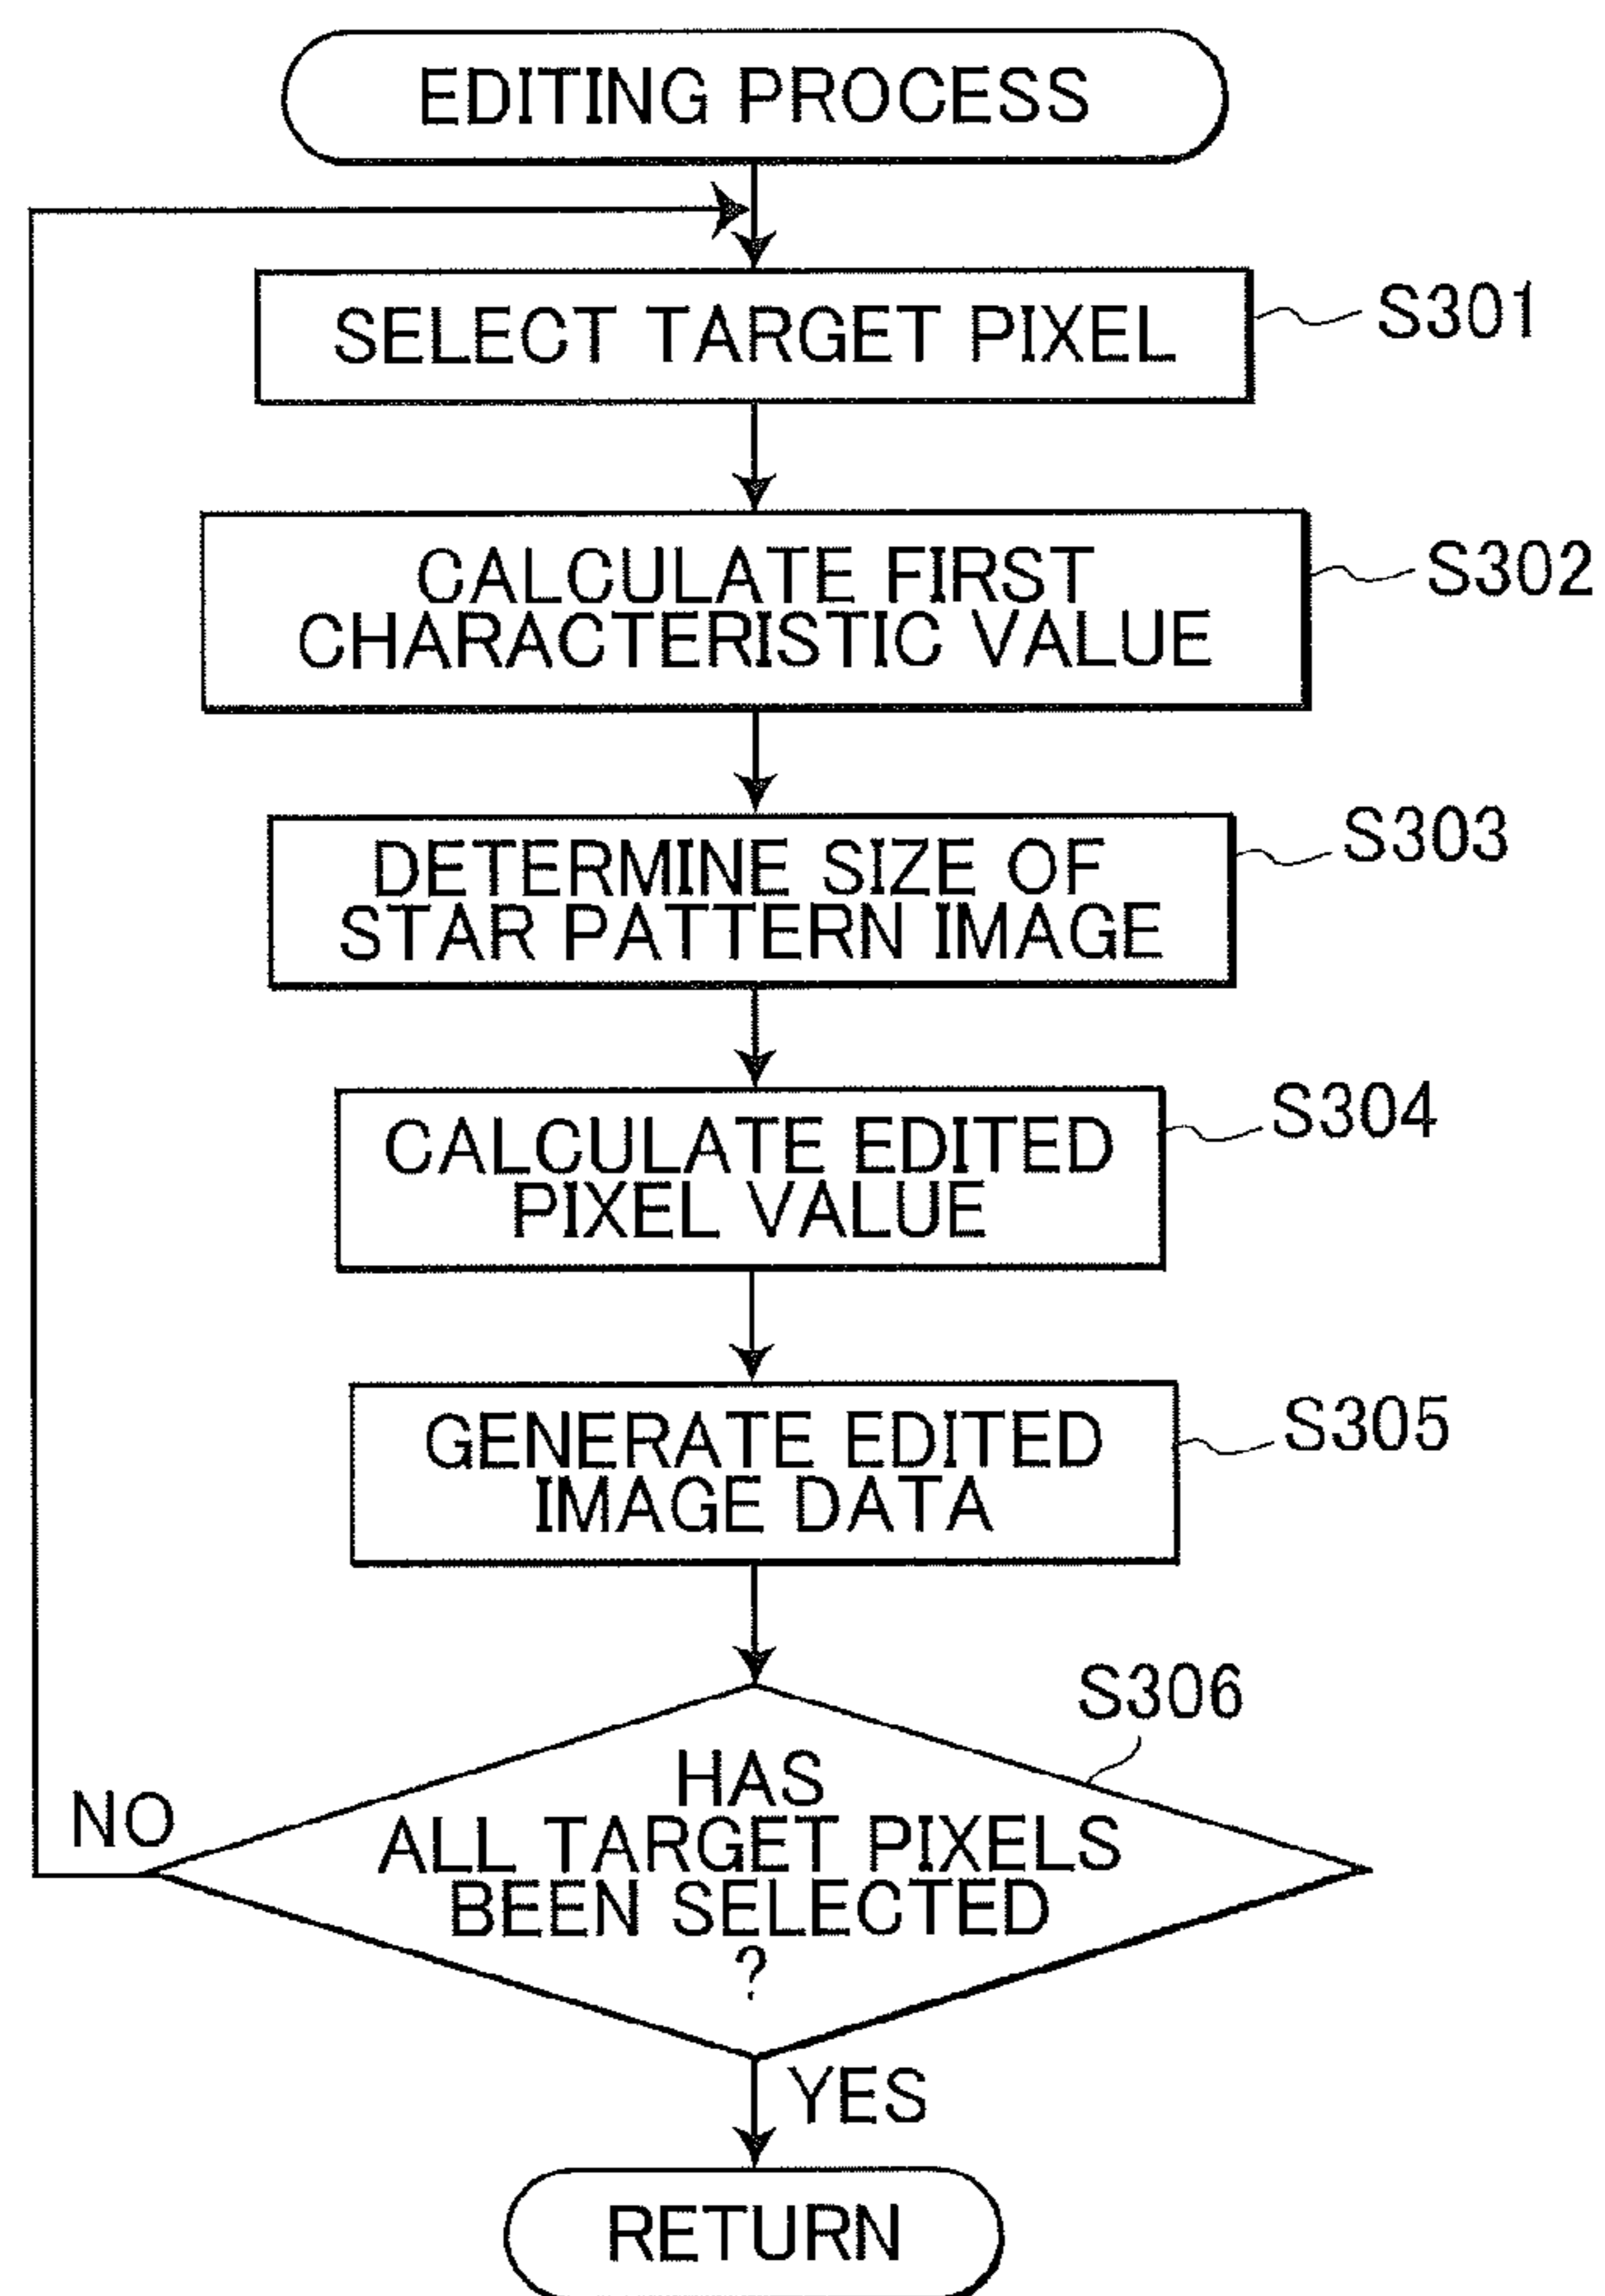 EDITING PROCESS
SELECT TARGET PIXEL
S301
CALCULATE FIRST
CHARACTERISTIC VALUE
S302
DETERMINE SIZE OF
STAR PATTERN IMAGE
S303
CALCULATE EDITED
PIXEL VALUE
S304
GENERATE EDITED
IMAGE DATA
S305
S306
HAS
ALL TARGET PIXELS
BEEN SELECTED
?
NO
YES
RETURN